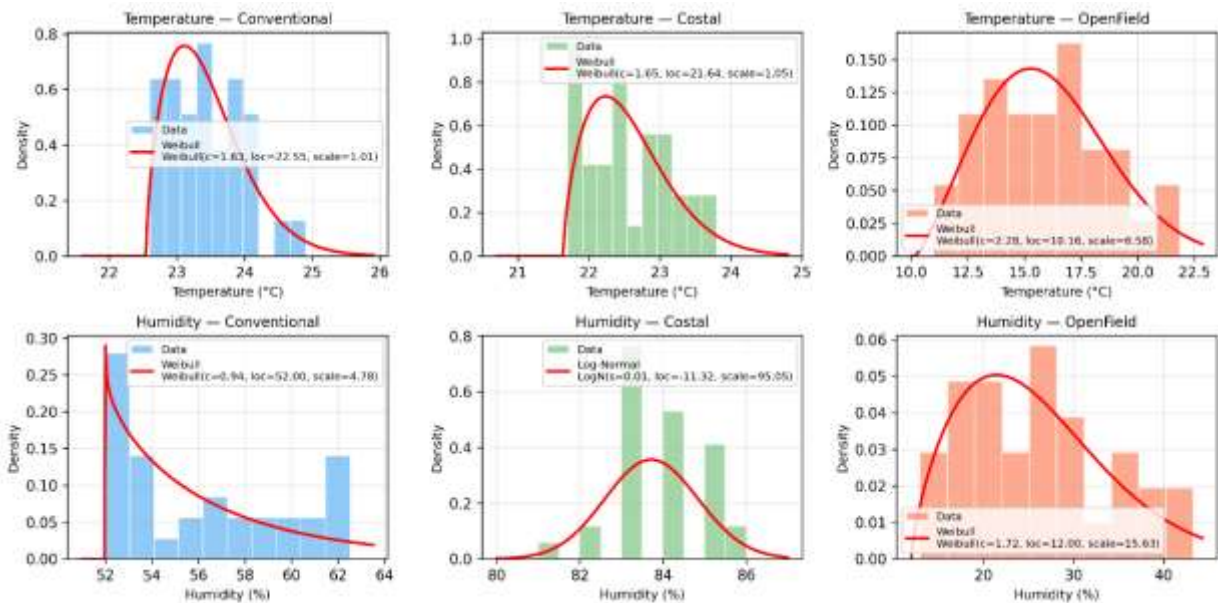 Temperature — Conventional
0.8
0.6
0.4
0.2
0.0
Density
Data
Weibull
Weibull(c=1.63, loc=22.55, scale=1.01)
22 23 24 25 26
Temperature (°C)
Temperature — Costal
1.0
0.8
0.6
0.4
0.2
0.0
Density
Data
Weibull
Weibull(c=1.65, loc=21.64, scale=1.05)
21 22 23 24 25
Temperature (°C)
Temperature — OpenField
0.150
0.125
0.100
0.075
0.050
0.025
0.000
Density
Data
Weibull
Weibull(c=2.28, loc=10.16, scale=6.58)
10.0 12.5 15.0 17.5 20.0 22.5
Temperature (°C)
Humidity — Conventional
0.30
0.25
0.20
0.15
0.10
0.05
0.00
Density
Data
Weibull
Weibull(c=0.94, loc=52.00, scale=4.78)
52 54 56 58 60 62 64
Humidity (%)
Humidity — Costal
0.8
0.6
0.4
0.2
0.0
Density
Data
Log-Normal
LogN(s=0.01, loc=-11.32, scale=95.05)
80 82 84 86
Humidity (%)
Humidity — OpenField
0.06
0.05
0.04
0.03
0.02
0.01
0.00
Density
Data
Weibull
Weibull(c=1.72, loc=12.00, scale=15.63)
20 30 40
Humidity (%)